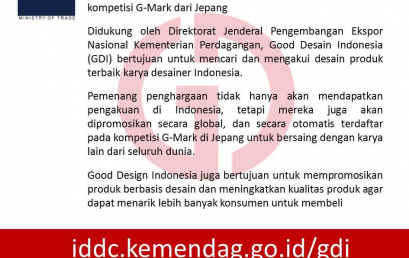 MINISTRY OF TRADE
kompetisi G-Mark dari Jepang
Didukung oleh Direktorat Jenderal Pengembangan Ekspor
Nasional Kementerian Perdagangan, Good Desain Indonesia
(GDI) bertujuan untuk mencari dan mengakui desain produk
terbaik karya desainer Indonesia.
Pemenang penghargaan tidak hanya akan mendapatkan
pengakuan di Indonesia, tetapi mereka juga akan
dipromosikan secara global, dan secara otomatis terdaftar
pada kompetisi G-Mark di Jepang untuk bersaing dengan karya
lain dari seluruh dunia.
Good Design Indonesia juga bertujuan untuk mempromosikan
produk berbasis desain dan meningkatkan kualitas produk agar
dapat menarik lebih banyak konsumen untuk membeli
iddc.kemendag.go.id/gdi